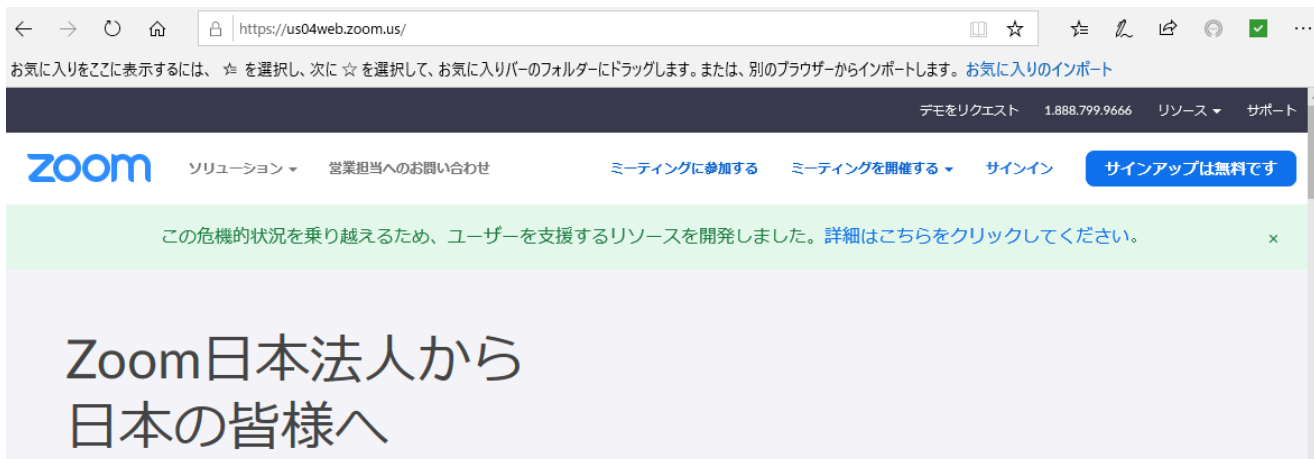 https://us04web.zoom.us/
お気に入りをここに表示するには、 を選択し、次に ☆ を選択して、お気に入りバーのフォルダーにドラッグします。または、別のブラウザーからインポートします。 お気に入りのインポート
デモをリクエスト 1.888.799.9666 リソース ▾ サポート
zoom ソリューション ▾ 営業担当へのお問い合わせ ミーティングに参加する ミーティングを開催する ▾ サインイン サインアップは無料です
この危機的状況を乗り越えるため、ユーザーを支援するリソースを開発しました。詳細はこちらをクリックしてください。 ×
Zoom日本法人から
日本の皆様へ